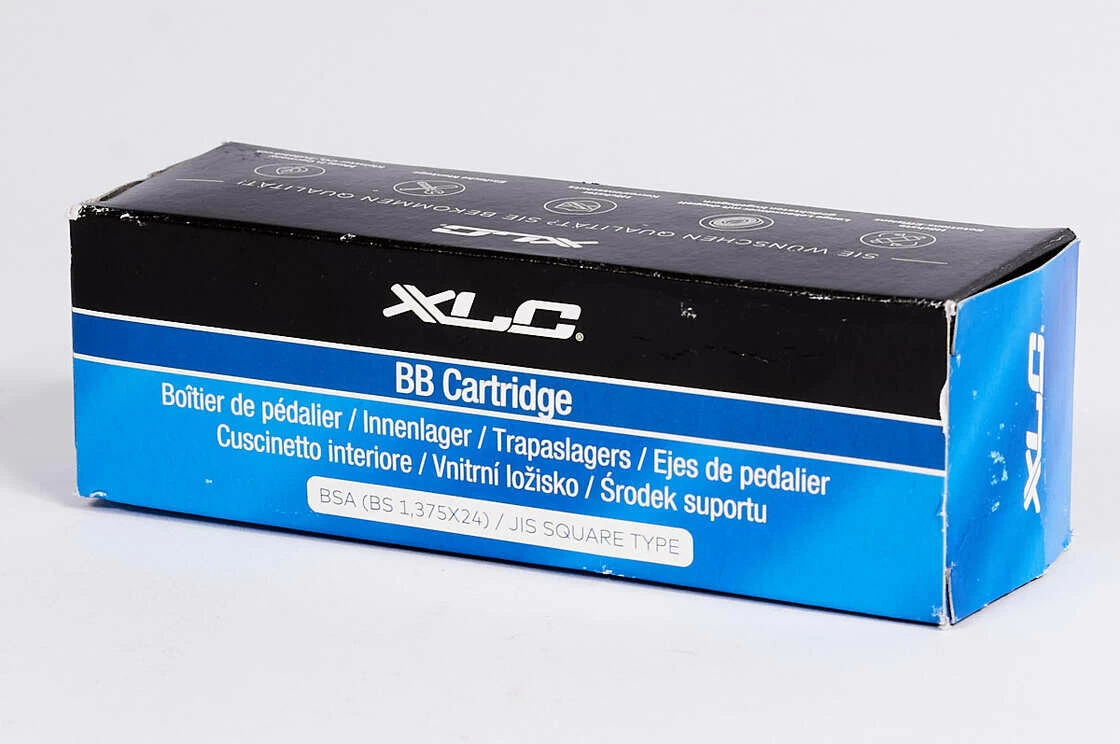 SIE WÜNSCHEN QUALITÄT? SIE BEKOMMEN QUALITÄT!
XLC
XLC®
BB Cartridge
Boîtier de pédalier / Innenlager / Trapaslagers / Ejes de pedalier
Cuscinetto interiore / Vnitrní ložisko / Środek suportu
BSA (BS 1,375X24) / JIS SQUARE TYPE
XLC